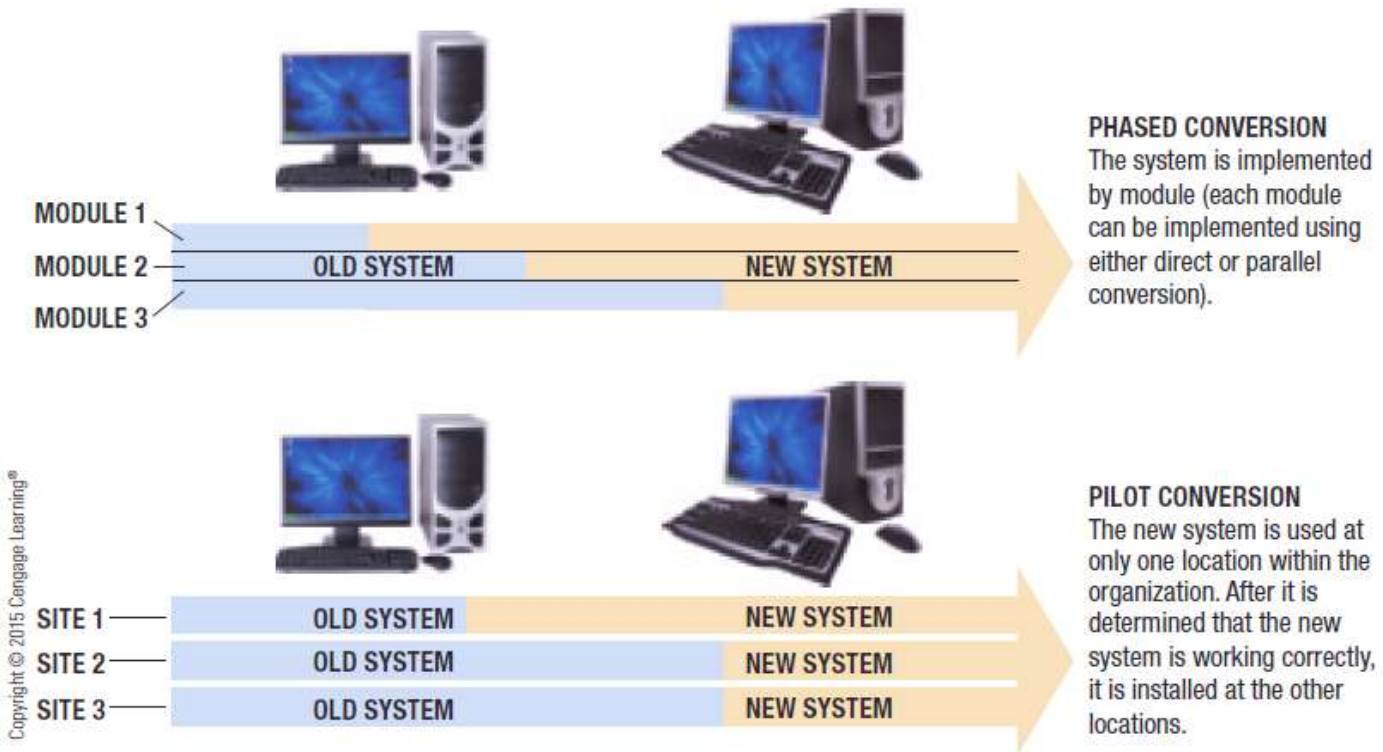 MODULE 1
MODULE 2
MODULE 3
OLD SYSTEM
NEW SYSTEM
PHASED CONVERSION
The system is implemented
by module (each module
can be implemented using
either direct or parallel
conversion).
SITE 1
OLD SYSTEM
NEW SYSTEM
SITE 2
OLD SYSTEM
NEW SYSTEM
SITE 3
OLD SYSTEM
NEW SYSTEM
PILOT CONVERSION
The new system is used at
only one location within the
organization. After it is
determined that the new
system is working correctly,
it is installed at the other
locations.
Copyright © 2015 Cengage Learning®